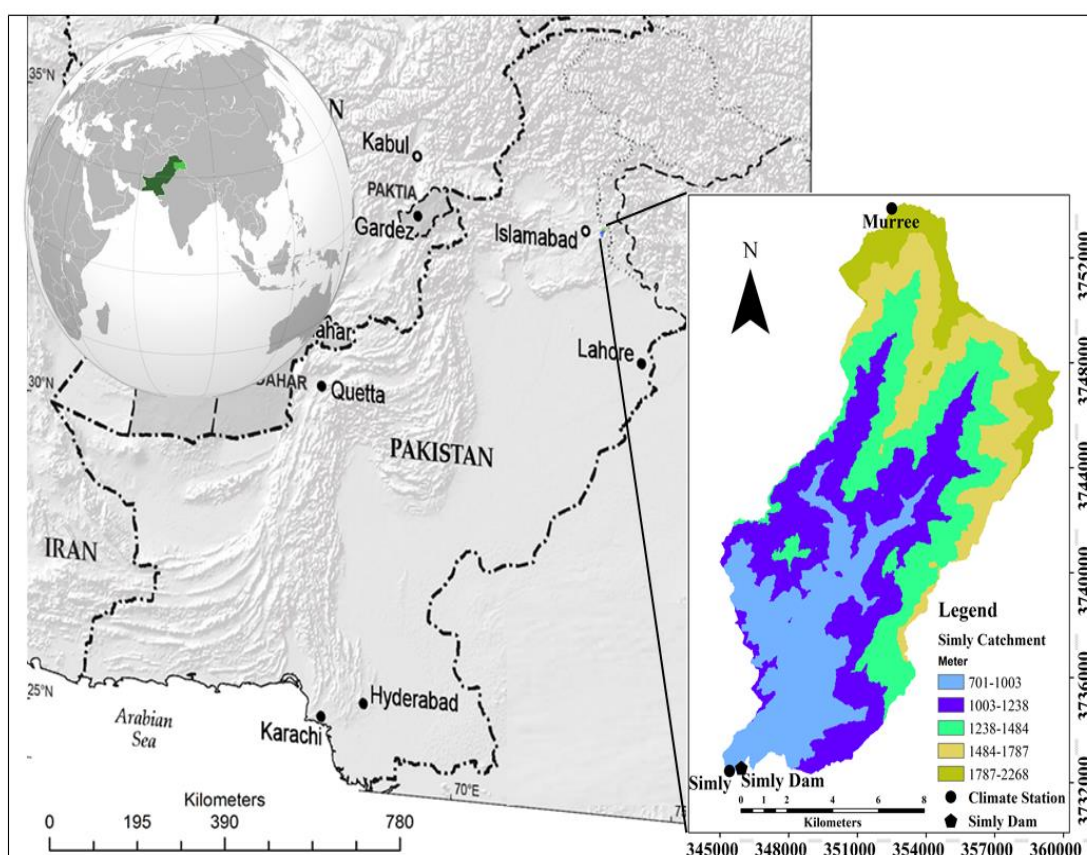 35°N
N
Kabul
PAKTIA
Gardez
Islamabad
ahar
Lahore
30°N
DAHAR
Quetta
PAKISTAN
IRAN
25°N
Hyderabad
Karachi
Arabian
Sea
70°E
75
Kilometers
0 195 390 780
Murree
N
3752000
3748000
3744000
3740000
3736000
3732000
Legend
Simly Catchment
Meter
701-1003
1003-1238
1238-1484
1484-1787
1787-2268
Climate Station
Simly Dam
Simly Simly Dam
0 2 4 6 8
Kilometers
345000 348000 351000 354000 357000 360000